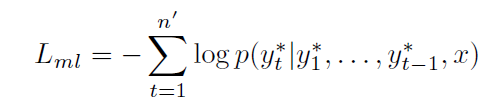 $L_{ml} = -\sum_{t=1}^{n'} \log p(y_t^*|y_1^*, \ldots, y_{t-1}^*, x)$